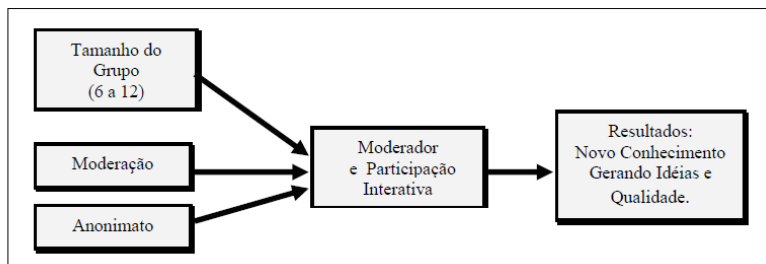 Tamanho do
Grupo
(6 a 12)
Moderação
Anonimato
Moderador
e Participação
Interativa
Resultados:
Novo Conhecimento
Gerando Idéias e
Qualidade.